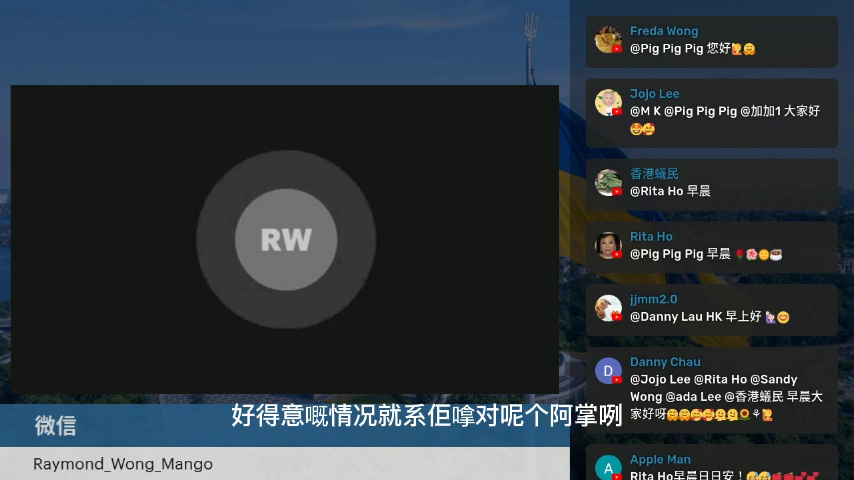 RW
好得意嘅情况就系佢嗱对呢个阿掌咧
微信
Raymond_Wong_Mango
Freda Wong
@Pig Pig Pig 您好🙋🤗
Jojo Lee
@M K @Pig Pig Pig @加加1 大家好
😍🥰
香港蟻民
@Rita Ho 早晨
Rita Ho
@Pig Pig Pig 早晨 🌹🌺🌼☕
jjmm2.0
@Danny Lau HK 早上好 🙋🏻‍♀️😊
D
Danny Chau
@Jojo Lee @Rita Ho @Sandy
Wong @ada Lee @香港蟻民 早晨大
家好呀
A
Apple Man
Rita Ho早晨日日安！